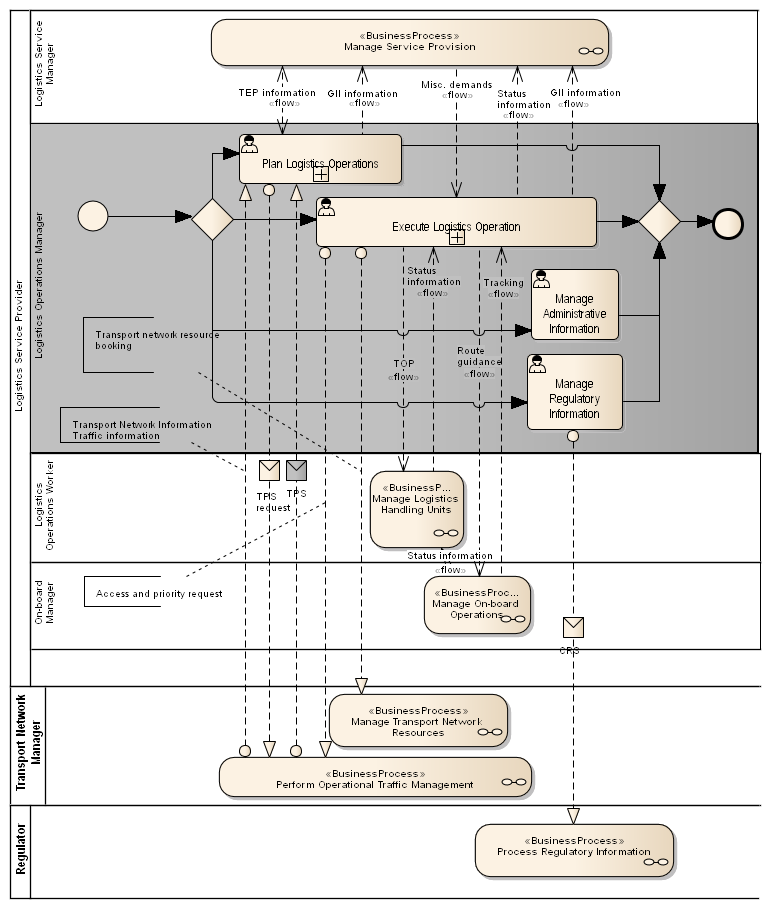 Logistics Service Provider
Logistics Service
Manager
«BusinessProcess»
Manage Service Provision
TEP information
«flow»
GII information
«flow»
Misc. demands
«flow»
Status
information
«flow»
GII information
«flow»
Logistics Operations Manager
Plan Logistics Operations
Execute Logistics Operation
Status
information
«flow»
Tracking
«flow»
Manage
Administrative
Information
Transport network resource
booking
TOP
«flow»
Route
guidance
«flow»
Manage
Regulatory
Information
Transport Network Information
Traffic information
Logistics
Operations Worker
TPIS
request
TPS
«BusinessP...
Manage Logistics
Handling Units
Status information
«flow»
On-board
Manager
Access and priority request
«BusinessProc...
Manage On-board
Operations
CRS
Transport Network
Manager
«BusinessProcess»
Manage Transport Network
Resources
«BusinessProcess»
Perform Operational Traffic Management
Regulator
«BusinessProcess»
Process Regulatory Information